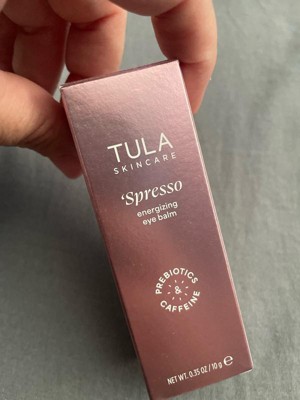 TULA
SKINCARE
'Spresso
energizing
eye balm
PREBIOTICS
&
CAFFEINE
NET WT. 0.35 OZ / 10 g ℮